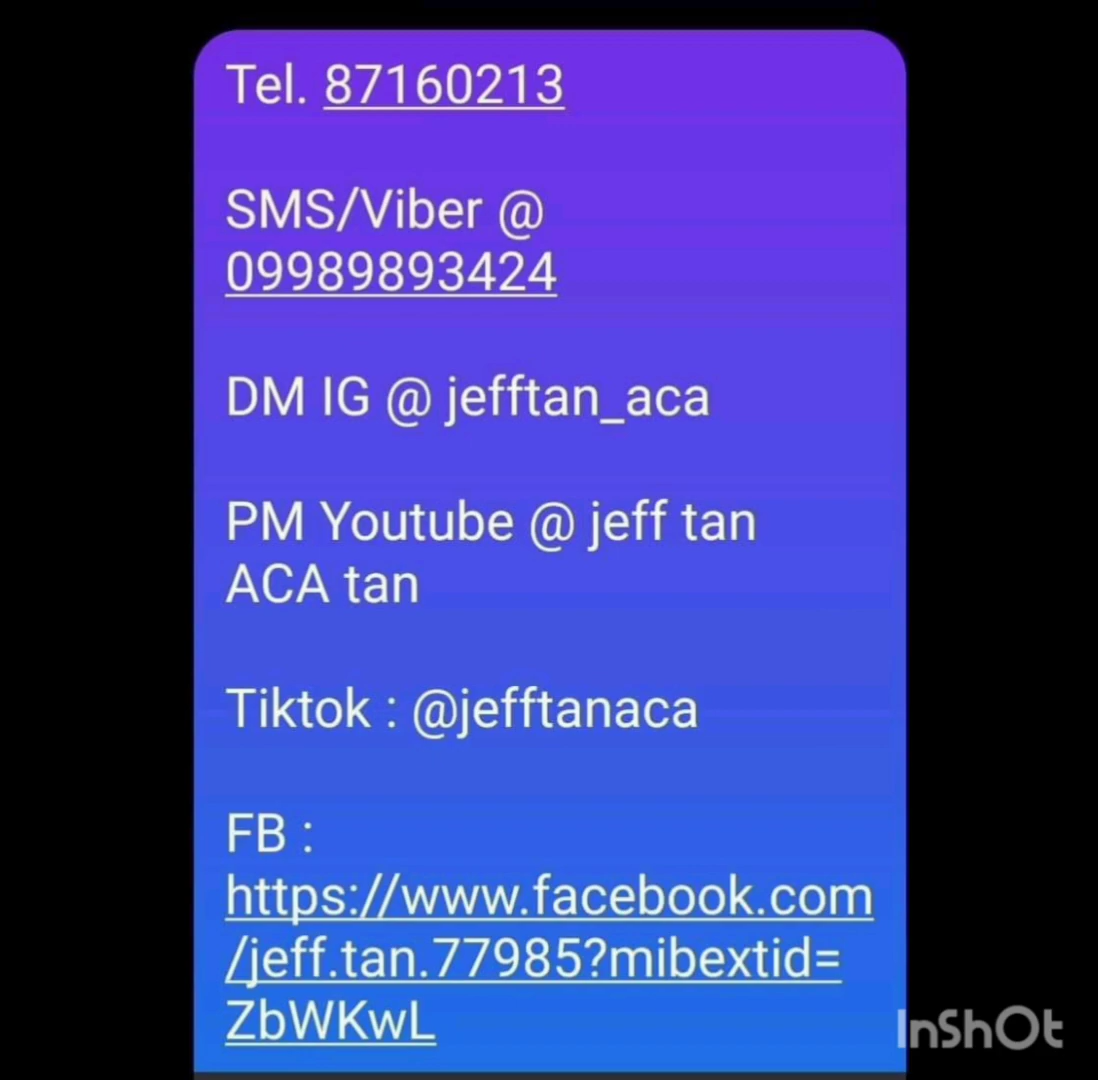 Tel. 87160213
SMS/Viber @
09989893424
DM IG @ jefftan_aca
PM Youtube @ jeff tan
ACA tan
Tiktok : @jefftanaca
FB :
https://www.facebook.com
/jeff.tan.77985?mibextid=
ZbWKwL
InShOt